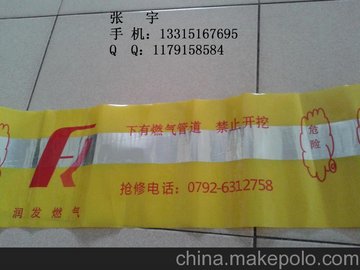 张 宇
手 机：13315167695
Q Q：1179158584
下有燃气管道 禁止开挖
危险
抢修电话：0792-6312758
润发燃气
china.makepolo.com